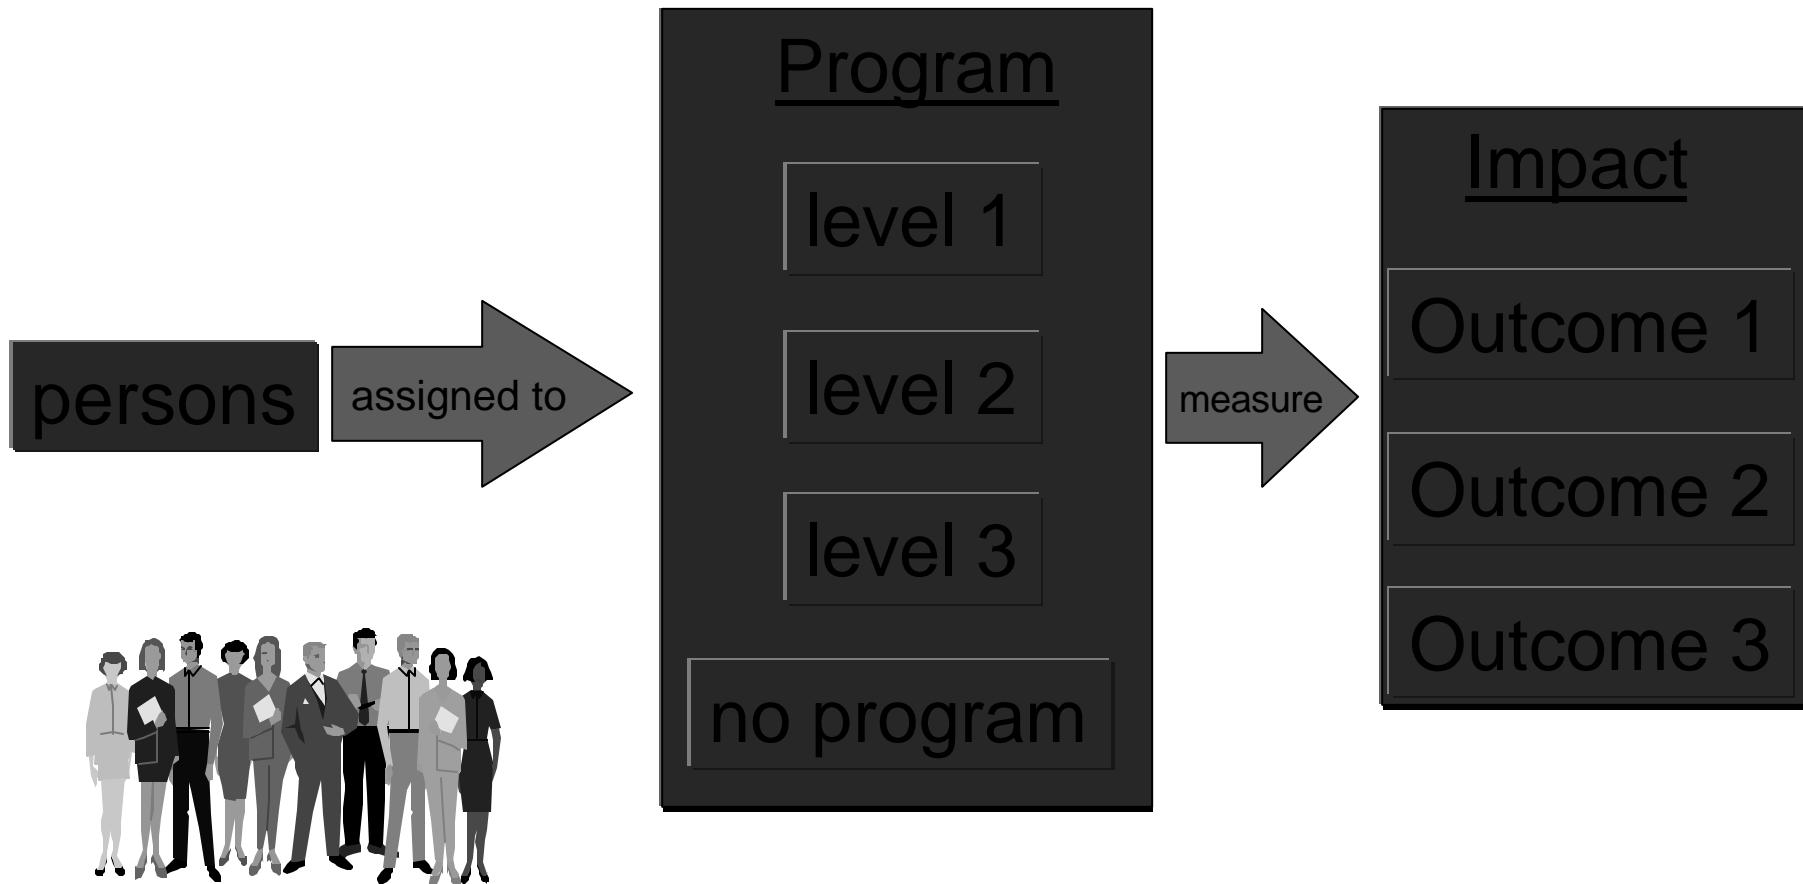 persons
assigned to
Program
level 1
level 2
level 3
no program
measure
Impact
Outcome 1
Outcome 2
Outcome 3